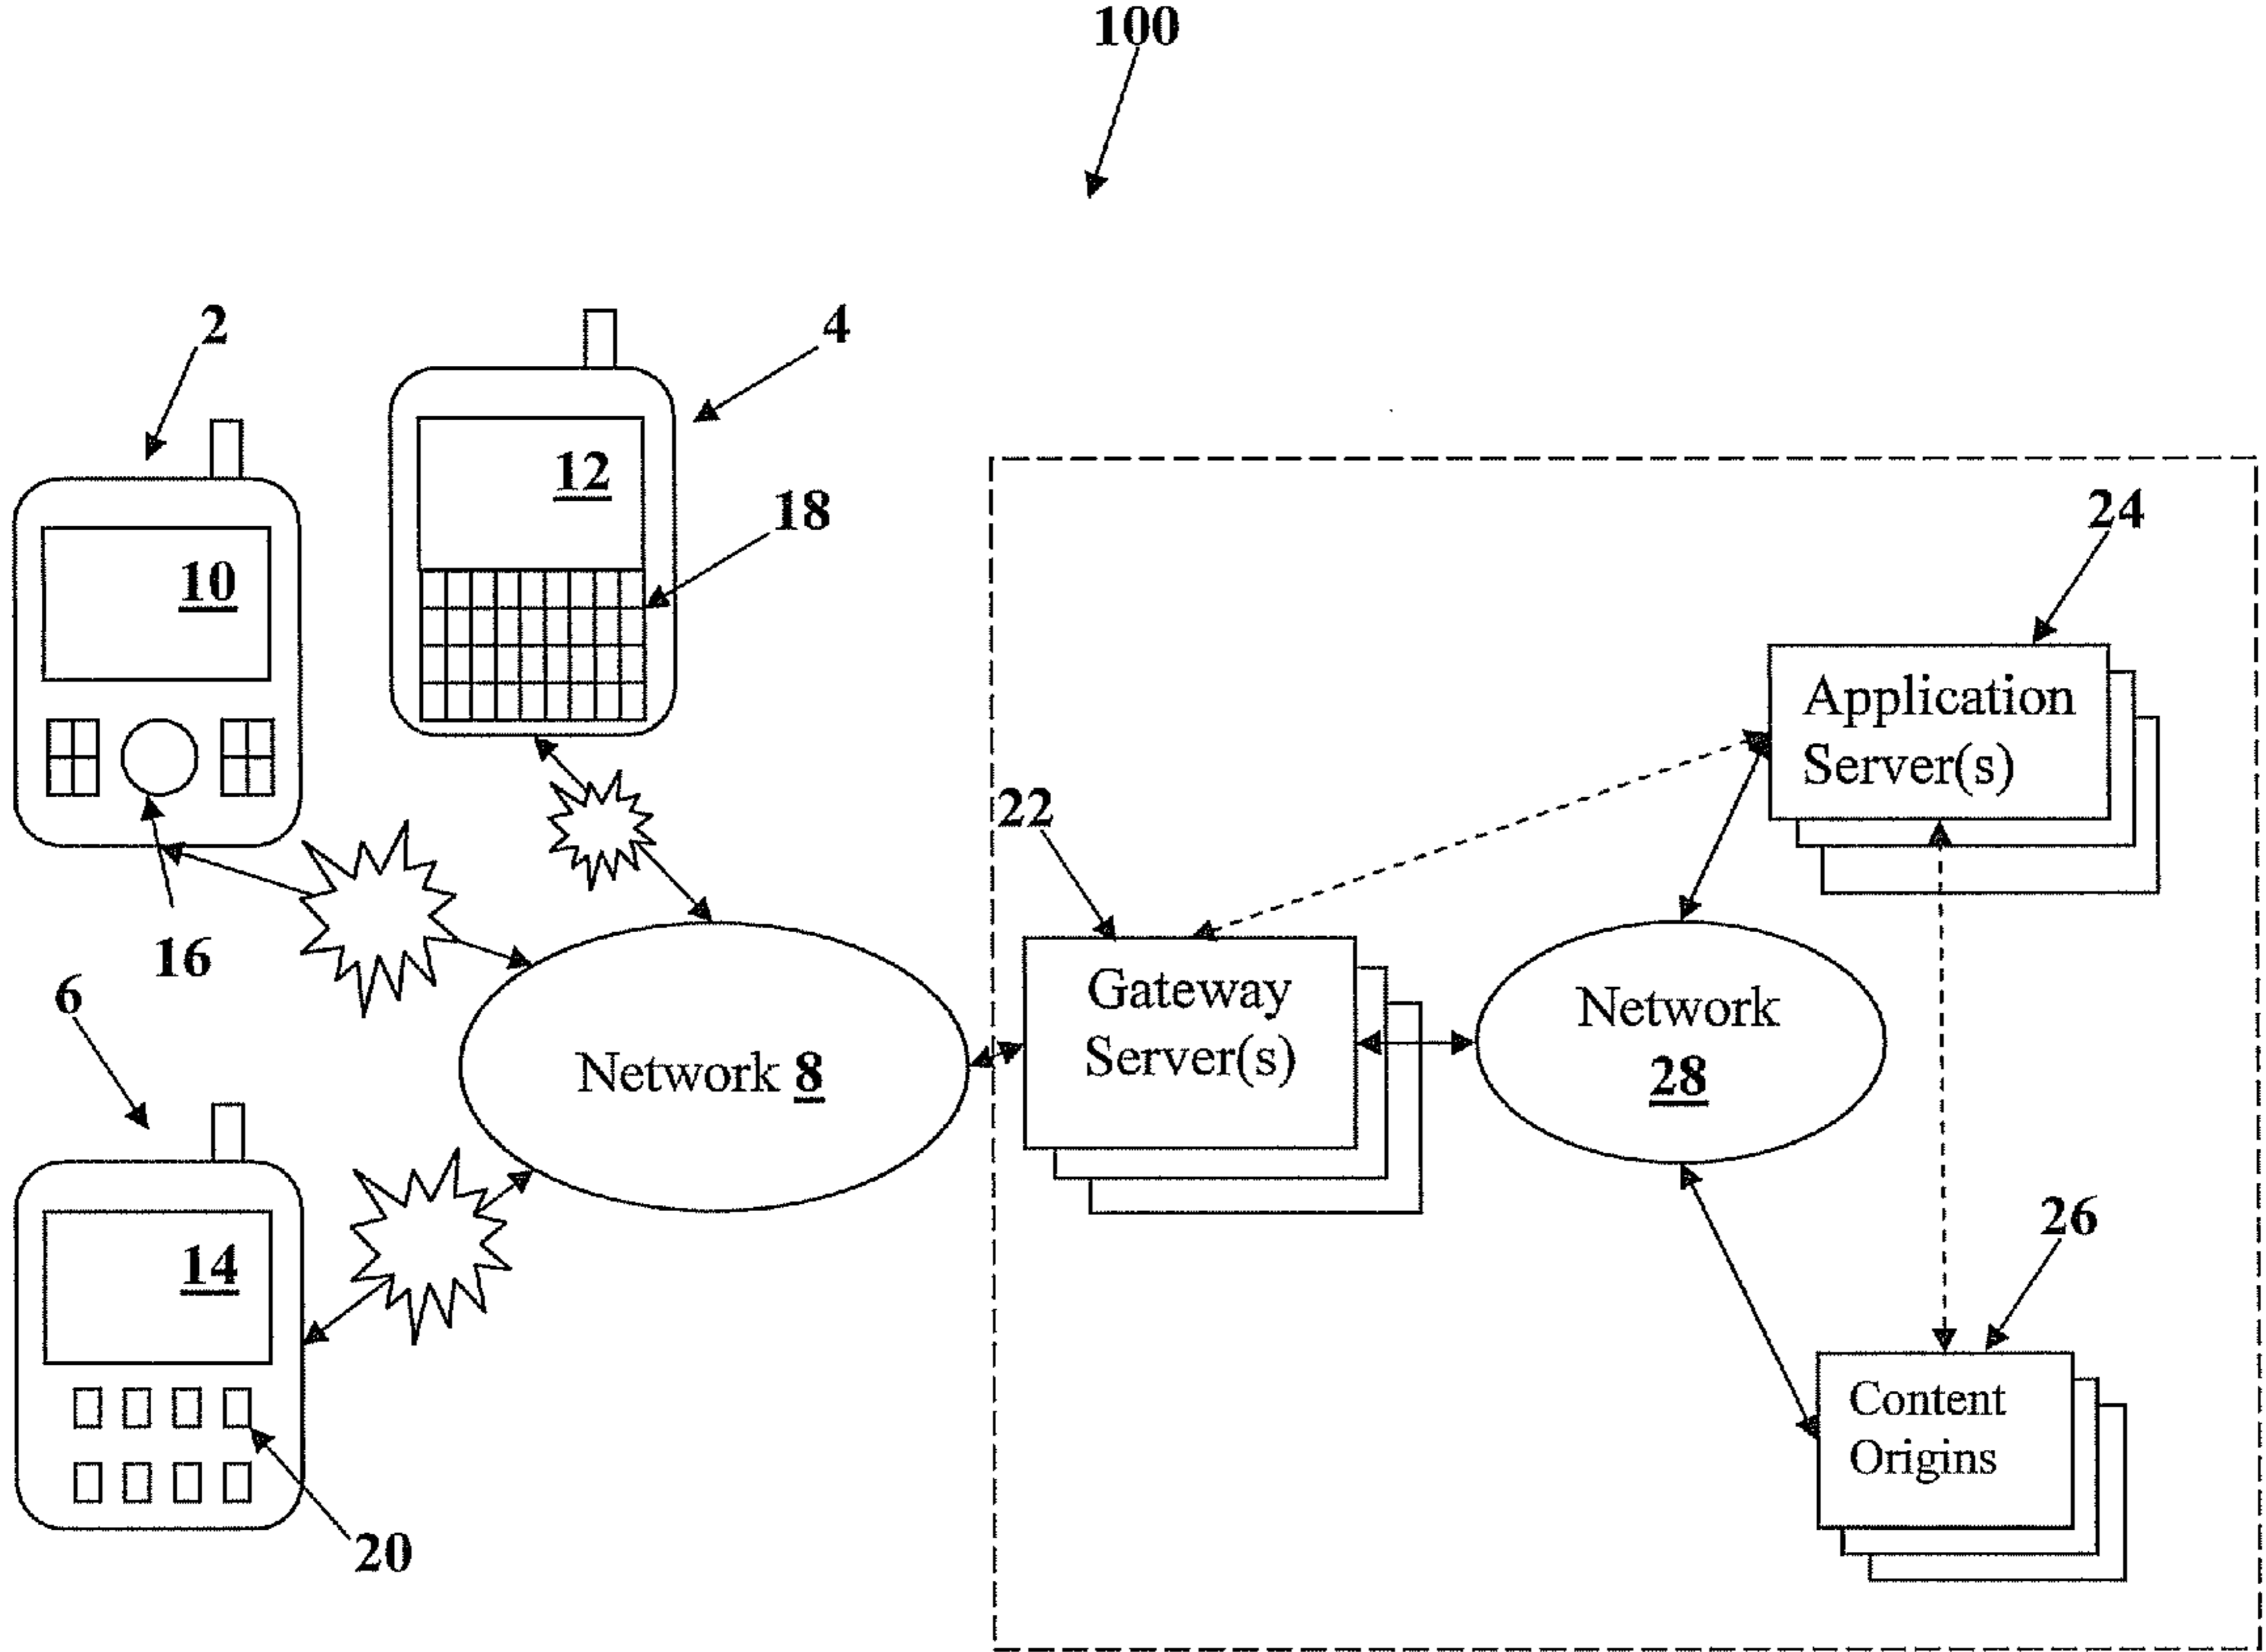 100
2
4
12
18
10
24
Application
Server(s)
22
16
6
Gateway
Server(s)
Network
28
Network 8
14
26
Content
Origins
20